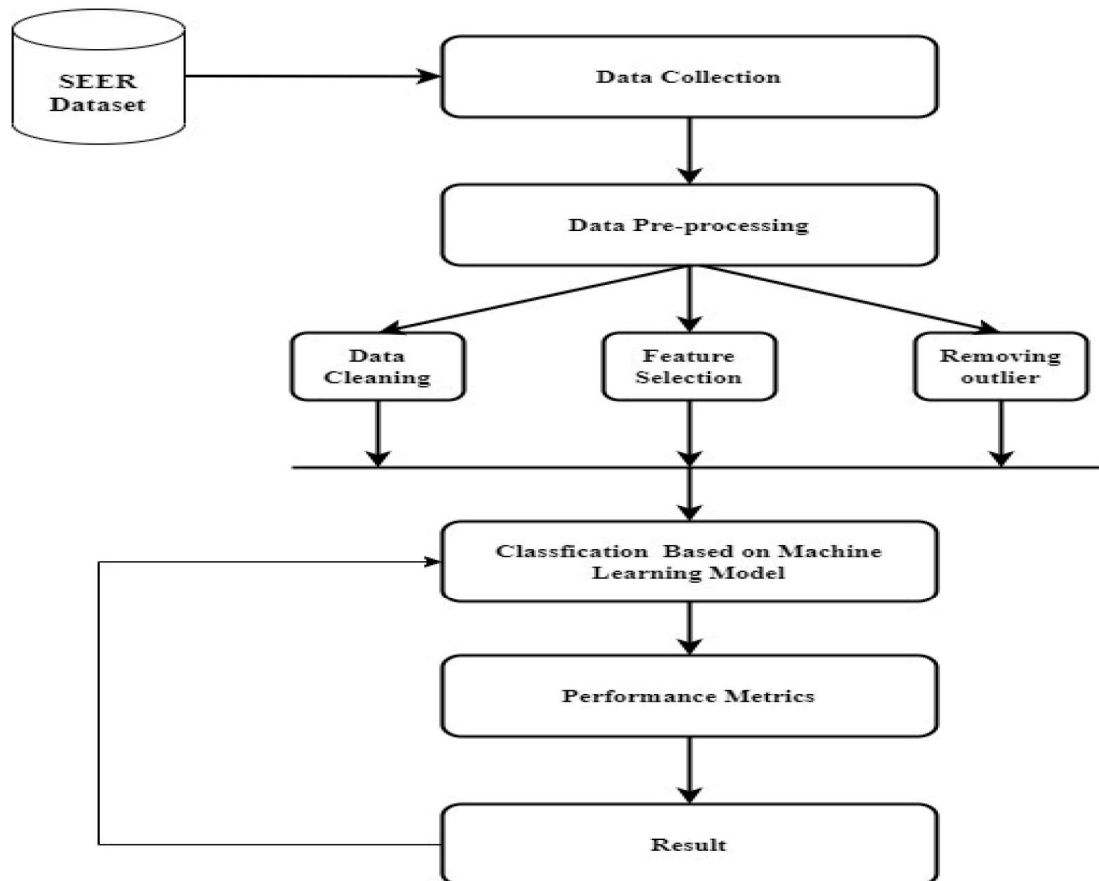 SEER
Dataset
Data Collection
Data Pre-processing
Data
Cleaning
Feature
Selection
Removing
outlier
Classfication Based on Machine
Learning Model
Performance Metrics
Result